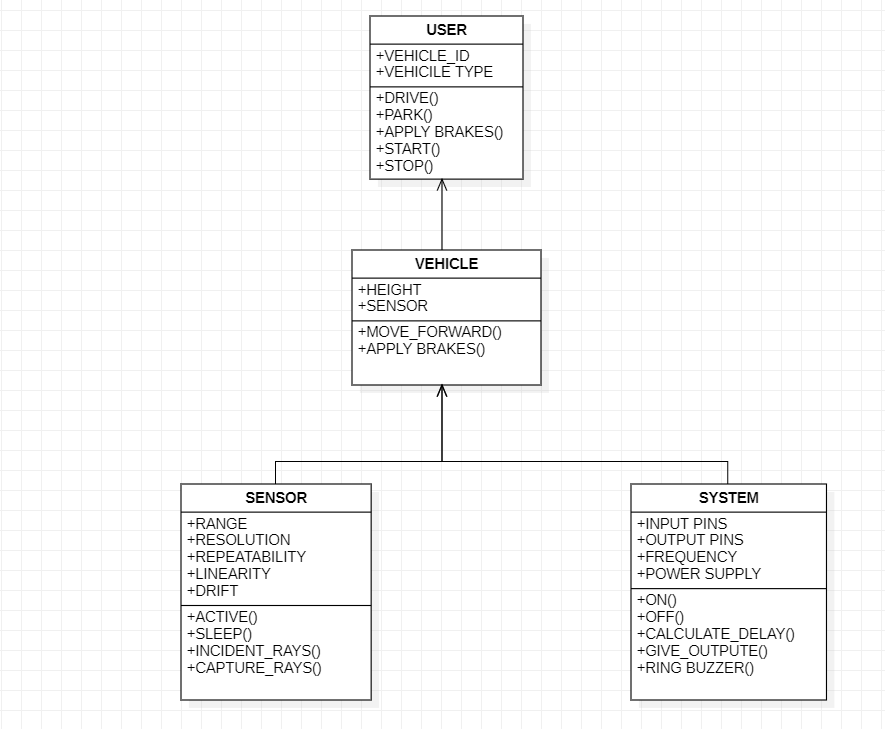 USER
+VEHICLE_ID
+VEHICILE TYPE
+DRIVE()
+PARK()
+APPLY BRAKES()
+START()
+STOP()
VEHICLE
+HEIGHT
+SENSOR
+MOVE_FORWARD()
+APPLY BRAKES()
SENSOR
+RANGE
+RESOLUTION
+REPEATABILITY
+LINEARITY
+DRIFT
+ACTIVE()
+SLEEP()
+INCIDENT_RAYS()
+CAPTURE_RAYS()
SYSTEM
+INPUT PINS
+OUTPUT PINS
+FREQUENCY
+POWER SUPPLY
+ON()
+OFF()
+CALCULATE_DELAY()
+GIVE_OUTPUTE()
+RING BUZZER()